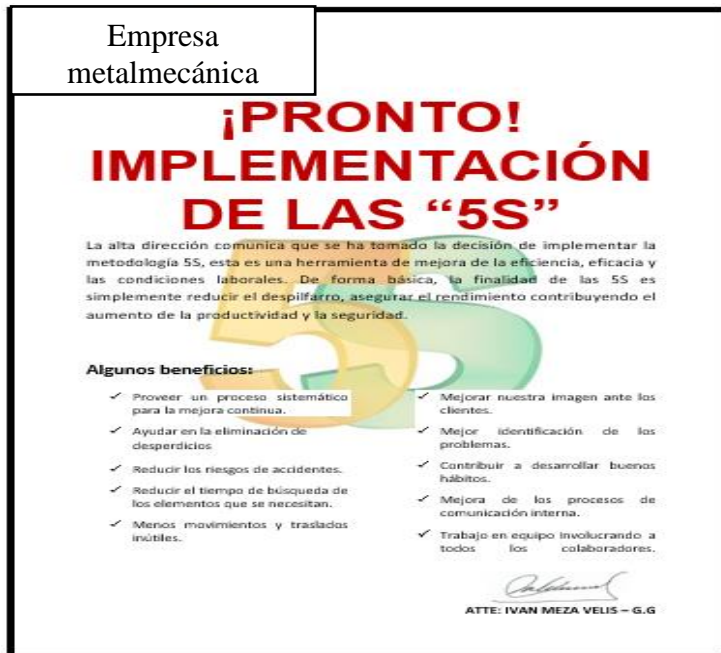 Empresa
metalmecánica
¡PRONTO!
IMPLEMENTACIÓN
DE LAS “5S”
La alta dirección comunica que se ha tomado la decisión de implementar la
metodología 5S, esta es una herramienta de mejora de la eficiencia, eficacia y
las condiciones laborales. De forma básica, la finalidad de las 5S es
simplemente reducir el despilfarro, asegurar el rendimiento contribuyendo el
aumento de la productividad y la seguridad.
5S
Algunos beneficios:
✓ Proveer un proceso sistemático
para la mejora continua.
✓ Ayudar en la eliminación de
desperdicios
✓ Reducir los riesgos de accidentes.
✓ Reducir el tiempo de búsqueda de
los elementos que se necesitan.
✓ Menos movimientos y traslados
inútiles.
✓ Mejorar nuestra imagen ante los
clientes.
✓ Mejor identificación de los
problemas.
✓ Contribuir a desarrollar buenos
hábitos.
✓ Mejora de los procesos de
comunicación interna.
✓ Trabajo en equipo Involucrando a
todos los colaboradores.
ATTE: IVAN MEZA VELIS – G.G